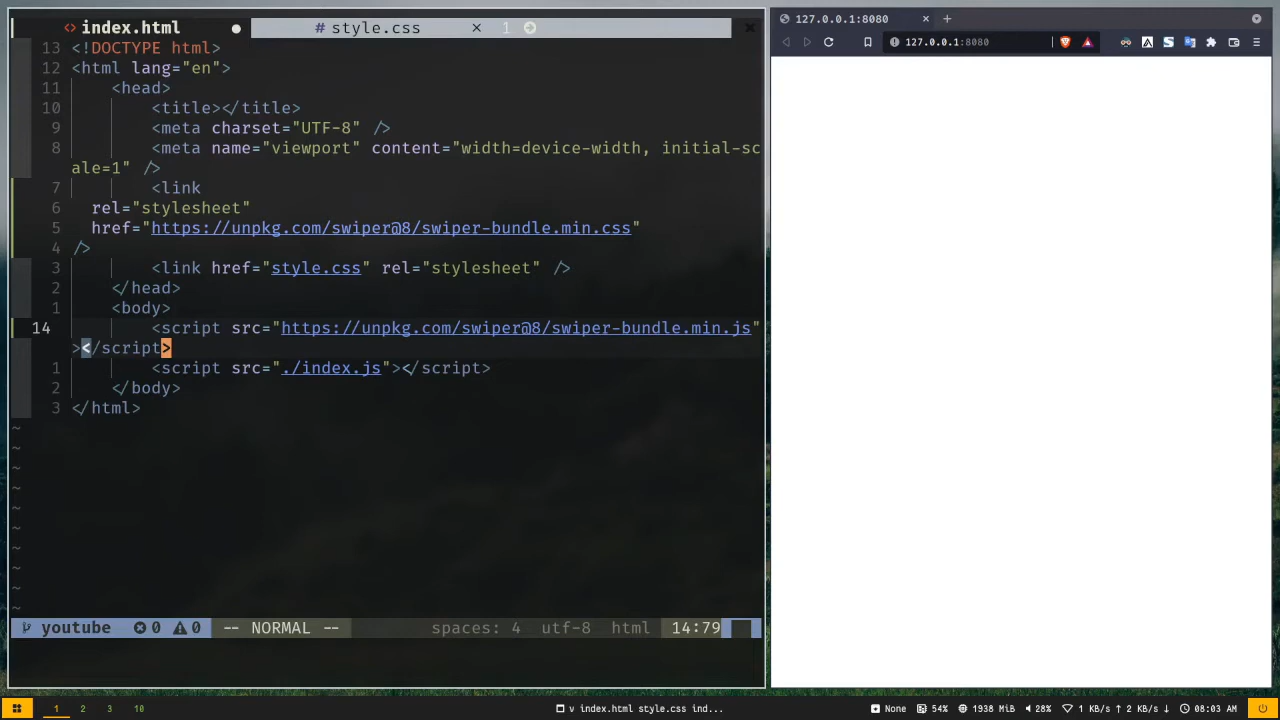 <> index.html ● # style.css × 1
13 <!DOCTYPE html>
12 <html lang="en">
11 <head>
10 <title></title>
9 <meta charset="UTF-8" />
8 <meta name="viewport" content="width=device-width, initial-sc
ale=1" />
7 <link
6 rel="stylesheet"
5 href="https://unpkg.com/swiper@8/swiper-bundle.min.css"
4 />
3 <link href="style.css" rel="stylesheet" />
2 </head>
1 <body>
14 <script src="https://unpkg.com/swiper@8/swiper-bundle.min.js"
></script>
1 <script src="./index.js"></script>
2 </body>
3 </html>
~
~
~
~
~
~
~
~
~
~
youtube 0 0 -- NORMAL -- spaces: 4 utf-8 html 14:79
127.0.0.1:8080 × +
127.0.0.1:8080
1 2 3 10 v index.html style.css ind... None 54% 1938 MiB 28% 1 KB/s ↑ 2 KB/s ↓ 08:03 AM